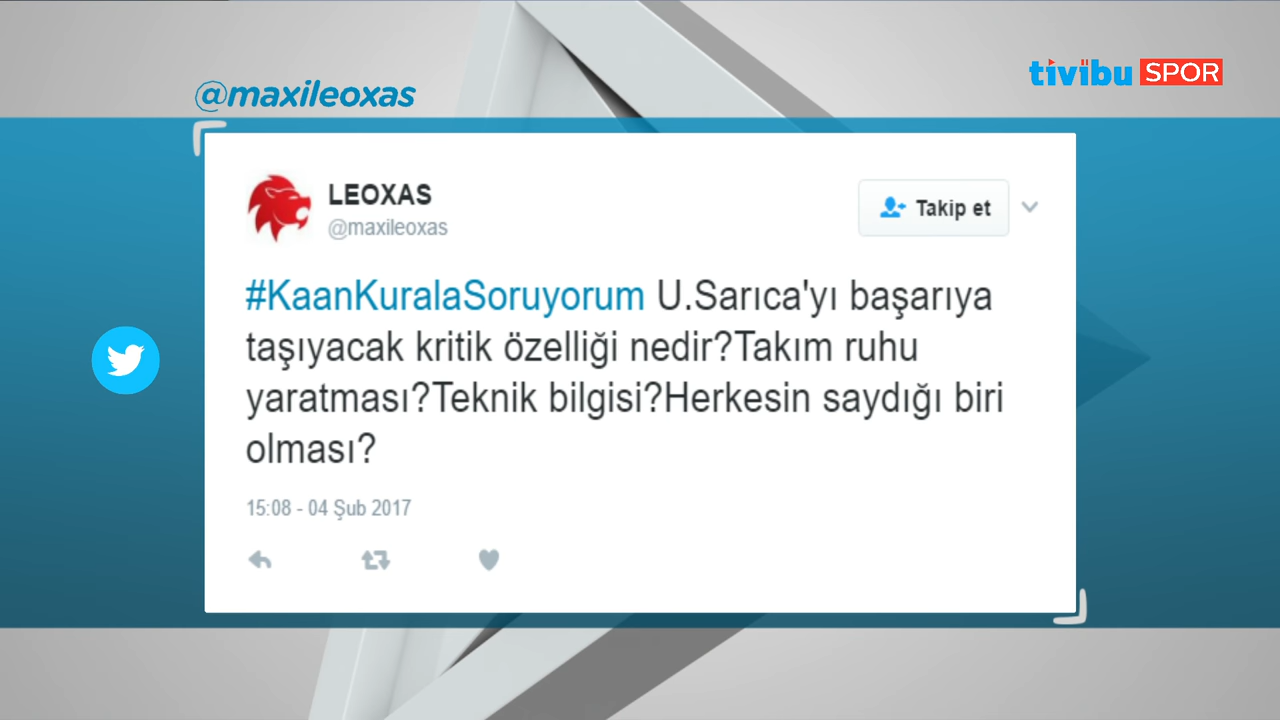 @maxileoxas
tivibu SPOR
LEOXAS
@maxileoxas
Takip et
#KaanKuralaSoruyorum U.Sarıca'yı başarıya
taşıyacak kritik özelliği nedir?Takım ruhu
yaratması?Teknik bilgisi?Herkesin saydığı biri
olması?
15:08 - 04 Şub 2017